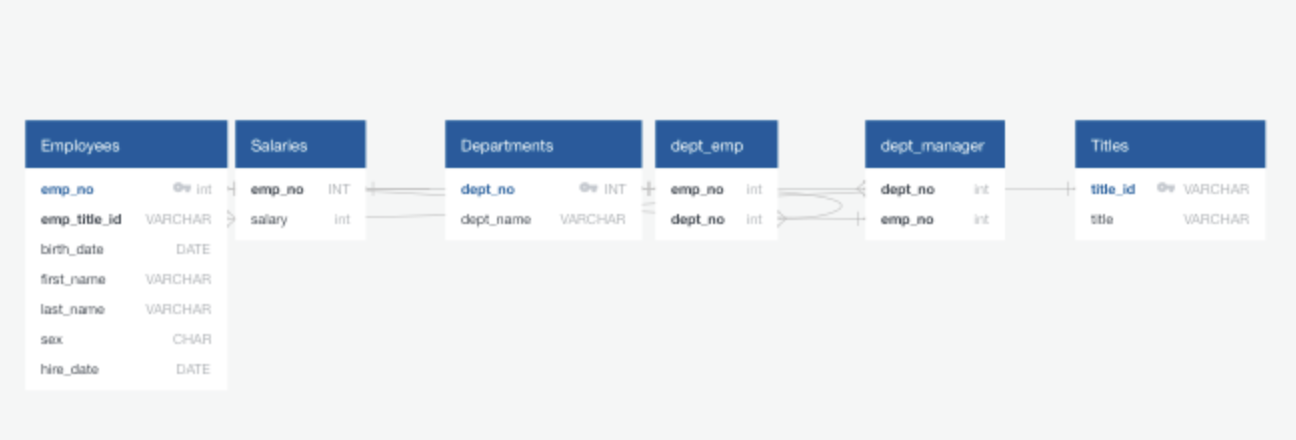 Employees
emp_no int
emp_title_id VARCHAR
birth_date DATE
first_name VARCHAR
last_name VARCHAR
sex CHAR
hire_date DATE
Salaries
emp_no INT
salary int
Departments
dept_no INT
dept_name VARCHAR
dept_emp
emp_no int
dept_no int
dept_manager
dept_no int
emp_no int
Titles
title_id VARCHAR
title VARCHAR